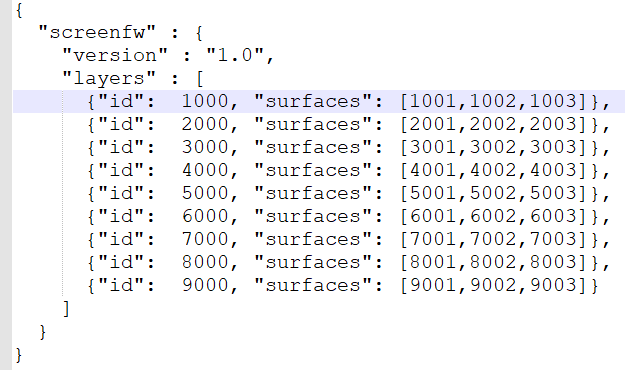 {
  "screenfw" : {
    "version" : "1.0",
    "layers" : [
      {"id":  1000, "surfaces": [1001,1002,1003]},
      {"id":  2000, "surfaces": [2001,2002,2003]},
      {"id":  3000, "surfaces": [3001,3002,3003]},
      {"id":  4000, "surfaces": [4001,4002,4003]},
      {"id":  5000, "surfaces": [5001,5002,5003]},
      {"id":  6000, "surfaces": [6001,6002,6003]},
      {"id":  7000, "surfaces": [7001,7002,7003]},
      {"id":  8000, "surfaces": [8001,8002,8003]},
      {"id":  9000, "surfaces": [9001,9002,9003]}
    ]
  }
}